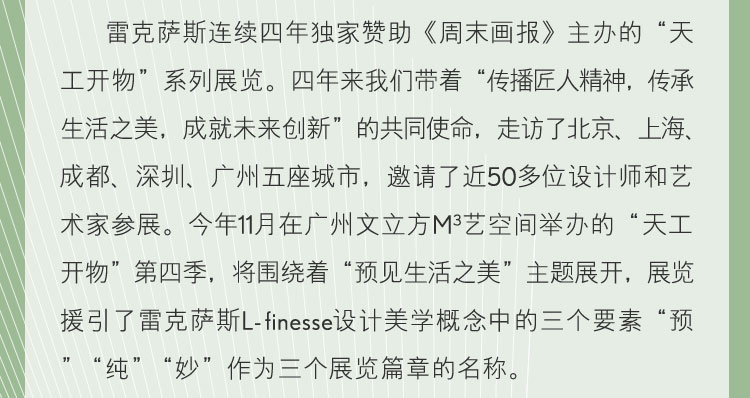 雷克萨斯连续四年独家赞助《周末画报》主办的“天
工开物”系列展览。四年来我们带着“传播匠人精神，传承
生活之美，成就未来创新”的共同使命，走访了北京、上海、
成都、深圳、广州五座城市，邀请了近50多位设计师和艺
术家参展。今年11月在广州文立方M³艺空间举办的“天工
开物”第四季，将围绕着“预见生活之美”主题展开，展览
援引了雷克萨斯L-finesse设计美学概念中的三个要素“预
”“纯”“妙”作为三个展览篇章的名称。